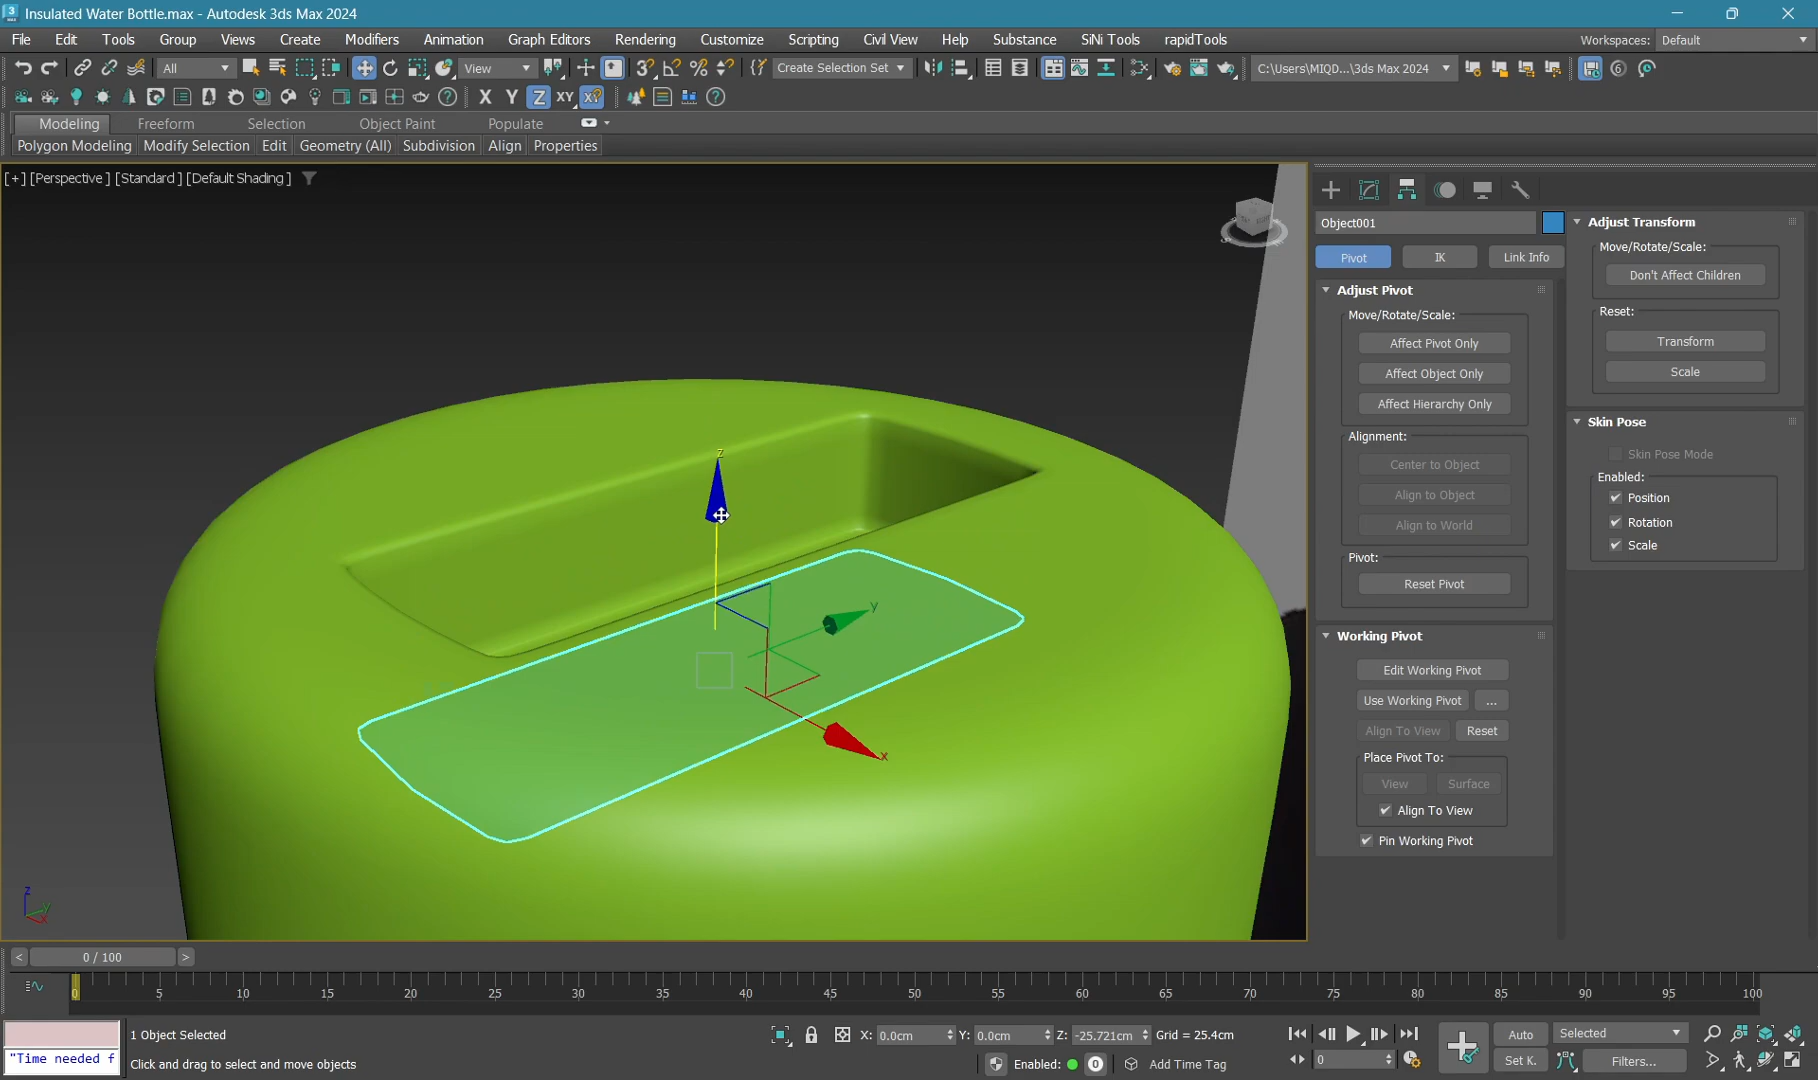 Insulated Water Bottle.max - Autodesk 3ds Max 2024
File Edit Tools Group Views Create Modifiers Animation Graph Editors Rendering Customize Scripting Civil View Help Substance SiNi Tools rapidTools Workspaces: Default
All View Create Selection Set C:\Users\MIQD...\3ds Max 2024
X Y Z XY XY
Modeling Freeform Selection Object Paint Populate
Polygon Modeling Modify Selection Edit Geometry (All) Subdivision Align Properties
[+] [Perspective ] [Standard ] [Default Shading ]
Object001
Pivot IK Link Info
Adjust Pivot
Move/Rotate/Scale:
Affect Pivot Only
Affect Object Only
Affect Hierarchy Only
Alignment:
Center to Object
Align to Object
Align to World
Pivot:
Reset Pivot
Working Pivot
Edit Working Pivot
Use Working Pivot ...
Align To View Reset
Place Pivot To:
View Surface
Align To View
Pin Working Pivot
Adjust Transform
Move/Rotate/Scale:
Don't Affect Children
Reset:
Transform
Scale
Skin Pose
Skin Pose Mode
Enabled:
Position
Rotation
Scale
z
y
x
z
y
x
< 0 / 100 >
0 5 10 15 20 25 30 35 40 45 50 55 60 65 70 75 80 85 90 95 100
1 Object Selected X: 0.0cm Y: 0.0cm Z: -25.721cm Grid = 25.4cm Auto Selected
"Time needed f Click and drag to select and move objects Enabled: 0 Add Time Tag 0 Set K. Filters...